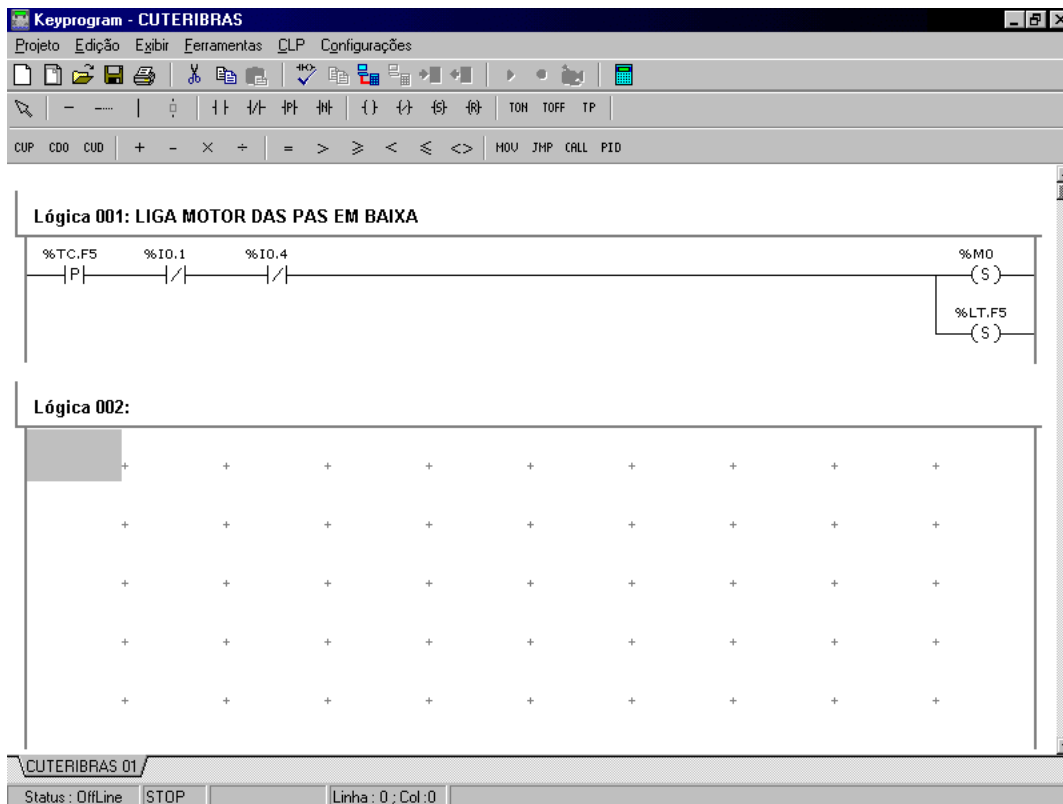 Keyprogram - CUTERIBRAS
Projeto Edição Exibir Ferramentas CLP Configurações
P N S R TON TOFF TP
CUP CDO CUD + - × ÷ = > ≥ < ≤ <> MOV JMP CALL PID
Lógica 001: LIGA MOTOR DAS PAS EM BAIXA
%TC.F5 %I0.1 %I0.4 %M0
P S
%LT.F5
S
Lógica 002:
CUTERIBRAS 01
Status : OffLine STOP Linha : 0 ; Col :0